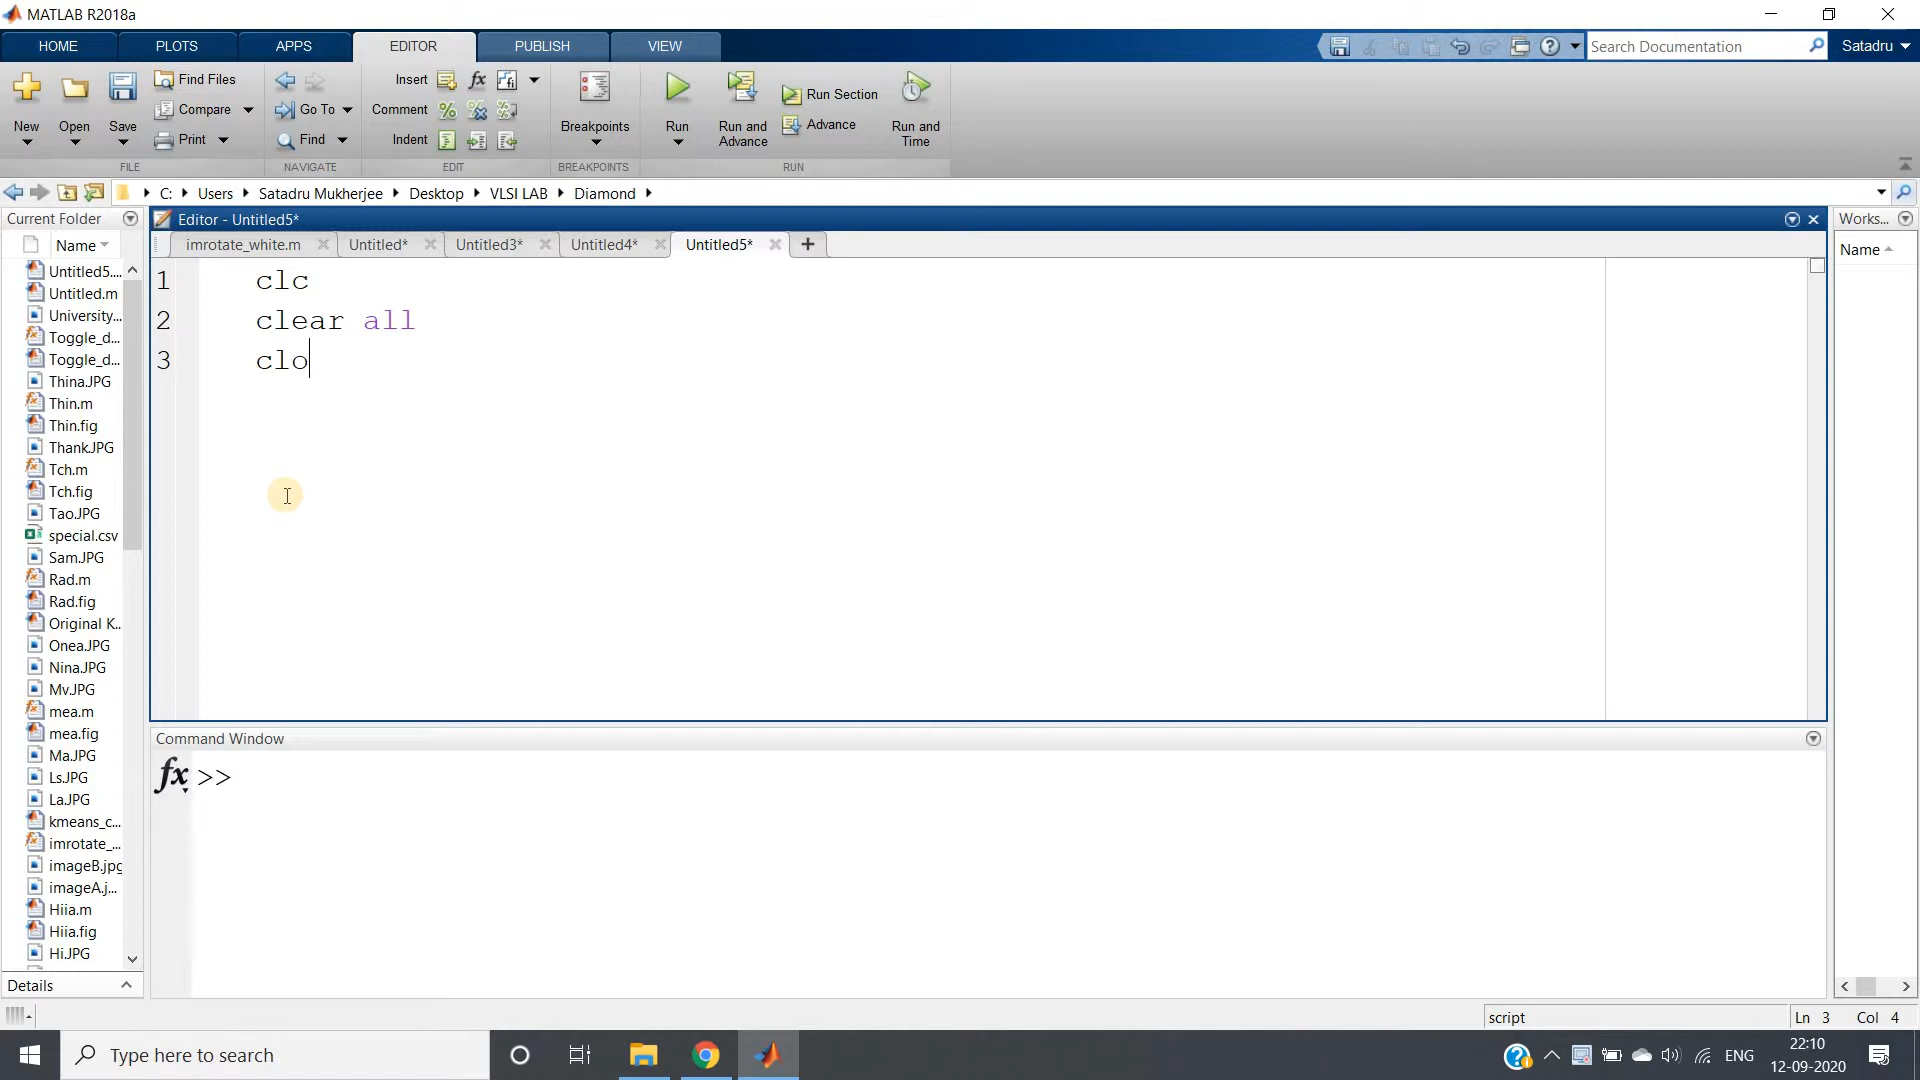 MATLAB R2018a
HOME PLOTS APPS EDITOR PUBLISH VIEW
Search Documentation
Satadru
New
Open
Save
Find Files
Compare
Print
FILE
Go To
Find
NAVIGATE
Insert
Comment
Indent
EDIT
Breakpoints
BREAKPOINTS
Run
Run and Advance
Run Section
Advance
Run and Time
RUN
C: Users Satadru Mukherjee Desktop VLSI LAB Diamond
Current Folder
Name
Untitled5....
Untitled.m
University...
Toggle_d...
Toggle_d...
Thina.JPG
Thin.m
Thin.fig
Thank.JPG
Tch.m
Tch.fig
Tao.JPG
special.csv
Sam.JPG
Rad.m
Rad.fig
Original K...
Onea.JPG
Nina.JPG
Mv.JPG
mea.m
mea.fig
Ma.JPG
Ls.JPG
La.JPG
kmeans_c...
imrotate_...
imageB.jpg
imageA.j...
Hiia.m
Hiia.fig
Hi.JPG
Details
Editor - Untitled5*
imrotate_white.m Untitled* Untitled3* Untitled4* Untitled5*
1 clc
2 clear all
3 clo
Command Window
fx >>
Works...
Name
script
Ln 3 Col 4
Type here to search
ENG
22:10
12-09-2020